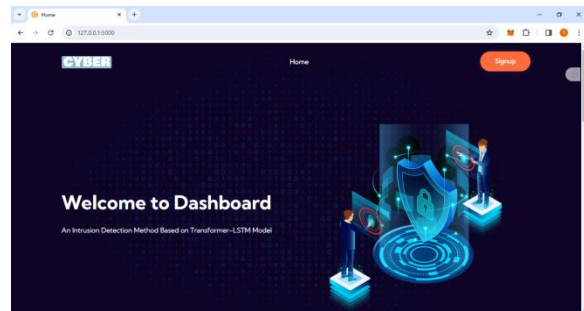 Home
127.0.0.1:5000
CYBER
Home
Signup
Welcome to Dashboard
An Intrusion Detection Method Based on Transformer-LSTM Model